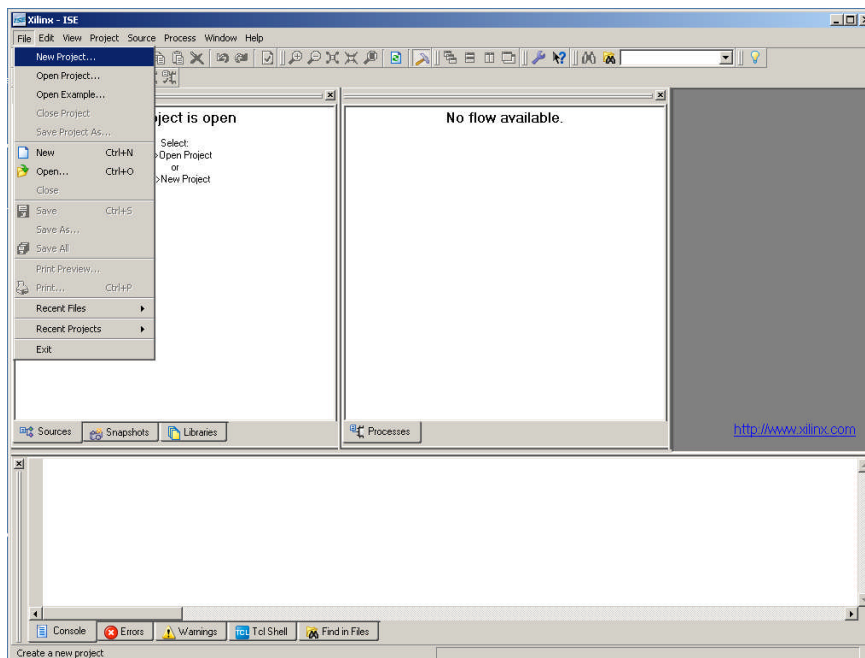 Xilinx - ISE
File Edit View Project Source Process Window Help
New Project...
Open Project...
Open Example...
Close Project
Save Project As...
New Ctrl+N
Open... Ctrl+O
Close
Save Ctrl+S
Save As...
Save All
Print Preview...
Print... Ctrl+P
Recent Files
Recent Projects
Exit
ject is open
Select:
>Open Project
or
>New Project
Sources Snapshots Libraries
No flow available.
Processes
http://www.xilinx.com
Console Errors Warnings TCL Tcl Shell Find in Files
Create a new project